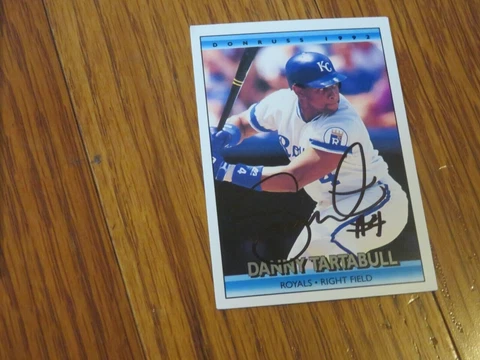 DONRUSS 1992
KC
R
#4
DANNY TARTABULL
ROYALS • RIGHT FIELD